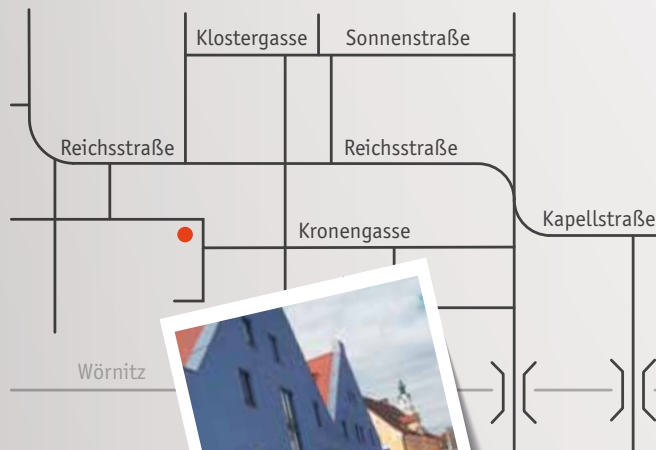 Klostergasse
Sonnenstraße
Reichsstraße
Reichsstraße
Kronengasse
Kapellstraße
Wörnitz